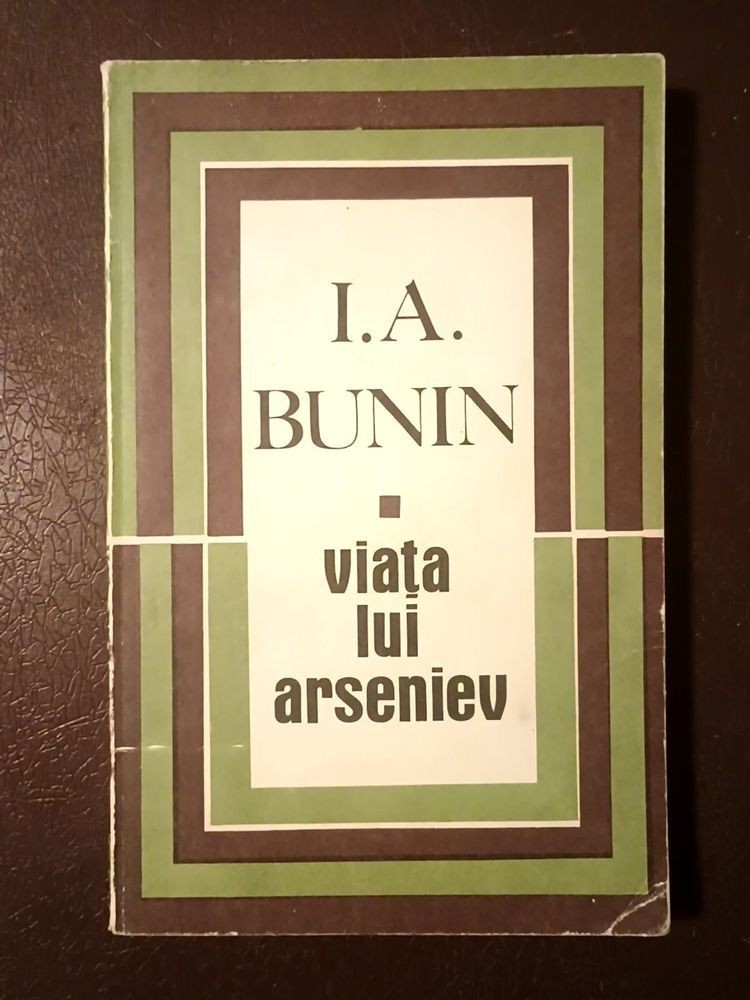 I.A.
BUNIN
viața
lui
arseniev